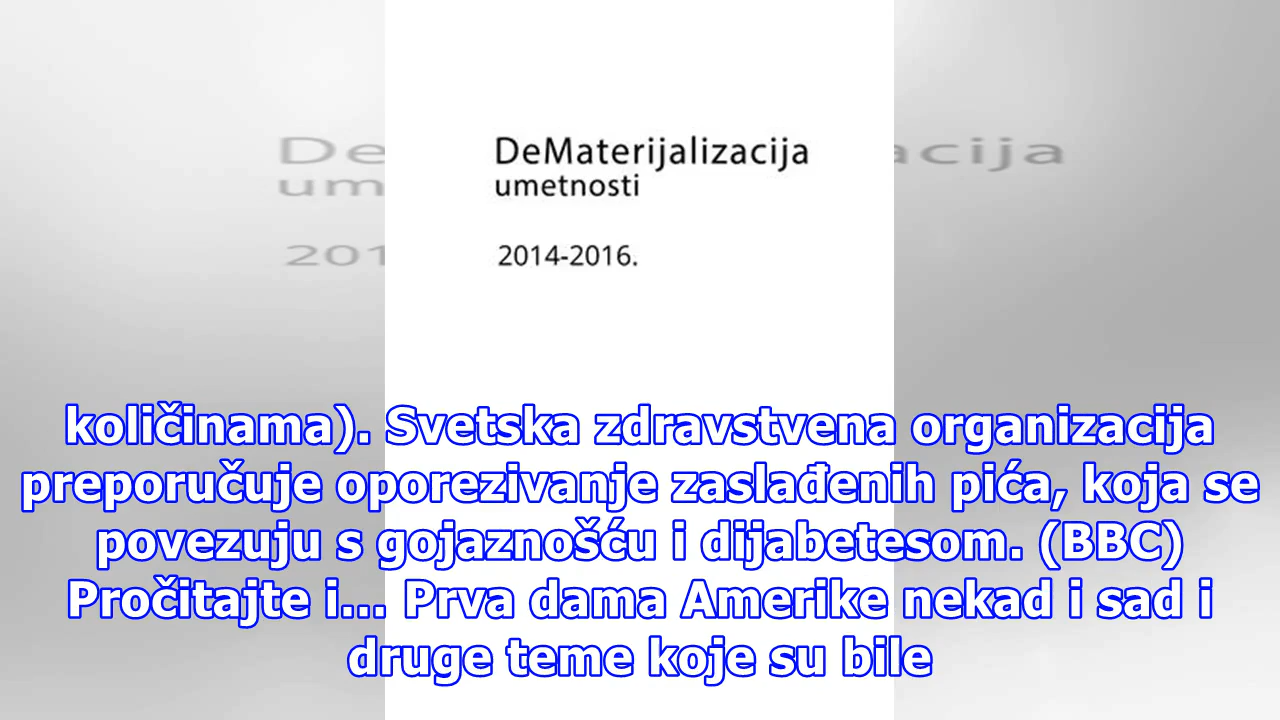 DeMaterijalizacija
umetnosti
2014-2016.
količinama). Svetska zdravstvena organizacija
preporučuje oporezivanje zaslađenih pića, koja se
povezuju s gojaznošću i dijabetesom. (BBC)
Pročitajte i... Prva dama Amerike nekad i sad i
druge teme koje su bile